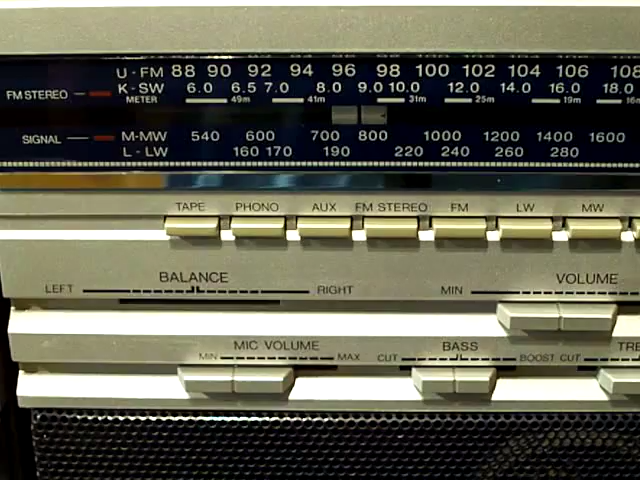 U - FM 88 90 92 94 96 98 100 102 104 106 108
K - SW 6.0 6.5 7.0 8.0 9.0 10.0 12.0 14.0 16.0 18.0
FM STEREO METER 49m 41m 31m 25m 19m
SIGNAL M-MW 540 600 700 800 1000 1200 1400 1600
L - LW 160 170 190 220 240 260 280
TAPE PHONO AUX FM STEREO FM LW MW
BALANCE VOLUME
LEFT RIGHT MIN
MIC VOLUME BASS
MIN MAX CUT BOOST CUT